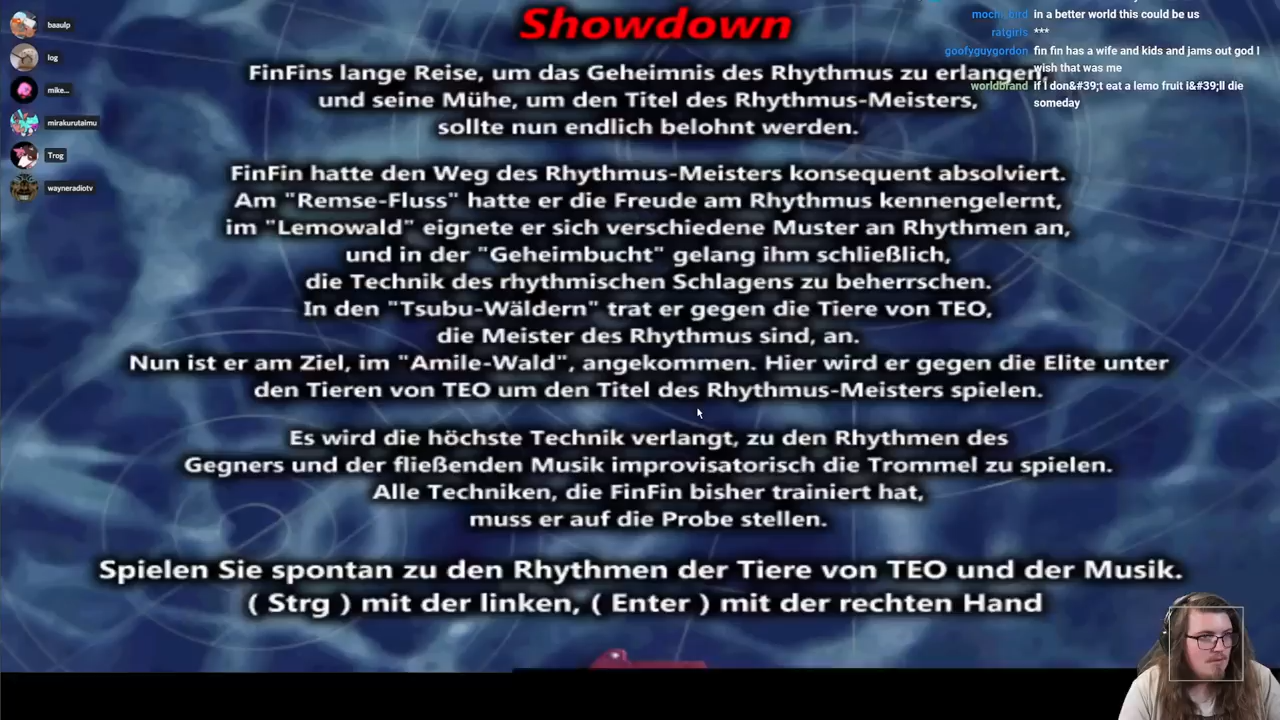 Showdown
FinFins lange Reise, um das Geheimnis des Rhythmus zu erlangen,
und seine Mühe, um den Titel des Rhythmus-Meisters,
sollte nun endlich belohnt werden.
FinFin hatte den Weg des Rhythmus-Meisters konsequent absolviert.
Am "Remse-Fluss" hatte er die Freude am Rhythmus kennengelernt,
im "Lemowald" eignete er sich verschiedene Muster an Rhythmen an,
und in der "Geheimbucht" gelang ihm schließlich,
die Technik des rhythmischen Schlagens zu beherrschen.
In den "Tsubu-Wäldern" trat er gegen die Tiere von TEO,
die Meister des Rhythmus sind, an.
Nun ist er am Ziel, im "Amile-Wald", angekommen. Hier wird er gegen die Elite unter
den Tieren von TEO um den Titel des Rhythmus-Meisters spielen.
Es wird die höchste Technik verlangt, zu den Rhythmen des
Gegners und der fließenden Musik improvisatorisch die Trommel zu spielen.
Alle Techniken, die FinFin bisher trainiert hat,
muss er auf die Probe stellen.
Spielen Sie spontan zu den Rhythmen der Tiere von TEO und der Musik.
( Strg ) mit der linken, ( Enter ) mit der rechten Hand
baaulp
log
mike...
mirakurutaimu
Trog
wayneradiotv
mochi_bird in a better world this could be us
ratgirls ***
goofyguygordon fin fin has a wife and kids and jams out god I
wish that was me
worldbrand if I don&#39;t eat a lemo fruit i&#39;ll die
someday